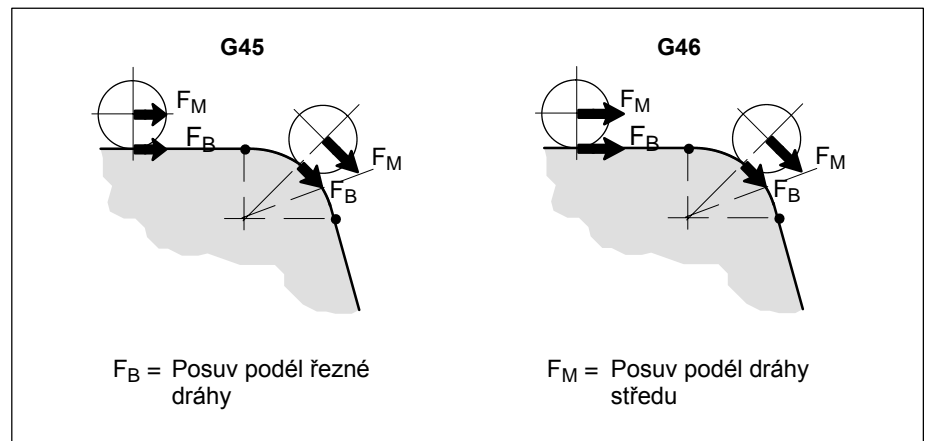 G45
G46
F_M
F_B
F_M
F_B
F_M
F_B
F_M
F_B
F_B = Posuv podél řezné
dráhy
F_M = Posuv podél dráhy
středu